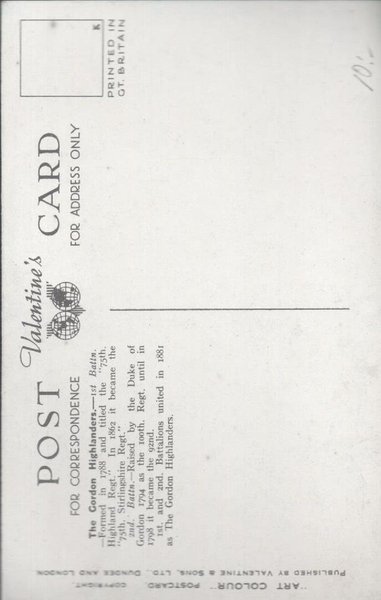 POST CARD
Valentine's
FOR CORRESPONDENCE
FOR ADDRESS ONLY
K
PRINTED IN
GT. BRITAIN
The Gordon Highlanders.—1st Battn.
—Formed in 1788 and titled the "75th.
Highland Regt." In 1862 it became the
"75th. Stirlingshire Regt."
2nd. Battn.—Raised by the Duke of
Gordon 1794 as the 100th. Regt. until in
1798 it became the 92nd.
1st. and 2nd. Battalions united in 1881
as The Gordon Highlanders.
"ART COLOUR" POSTCARD. COPYRIGHT.
PUBLISHED BY VALENTINE & SONS, LTD., DUNDEE AND LONDON
10:-